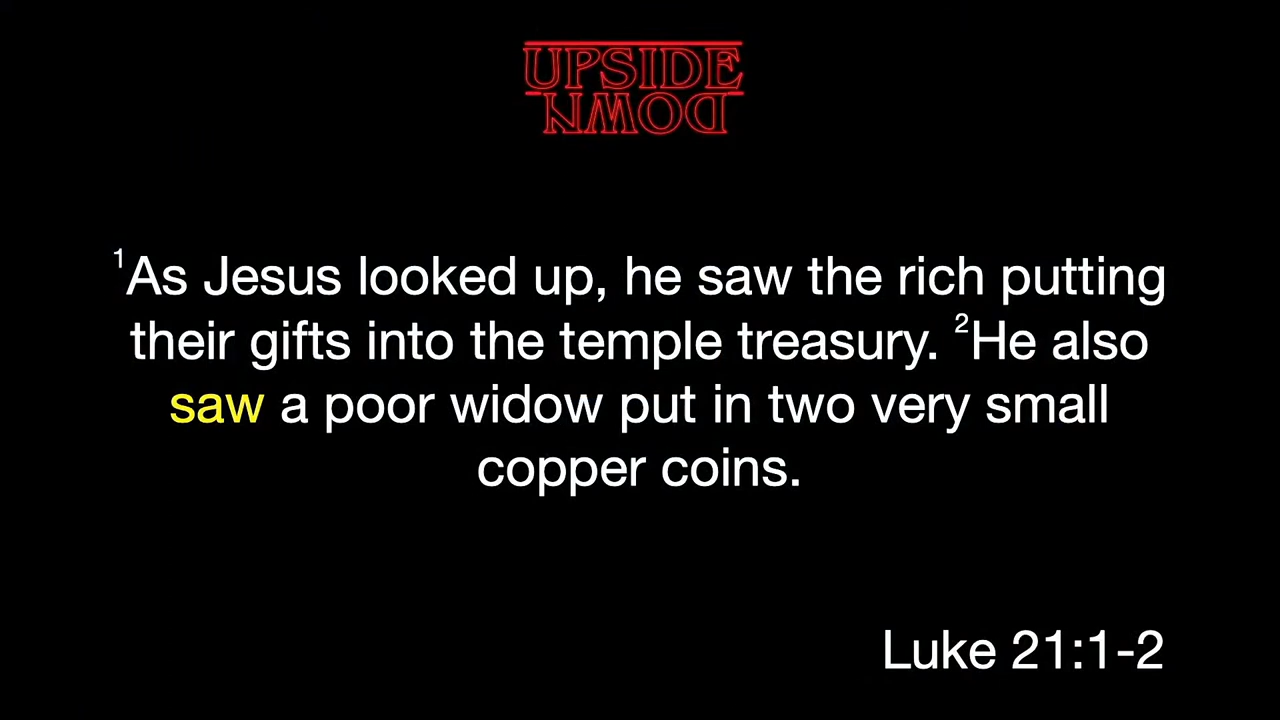 UPSIDE
DOWN
¹As Jesus looked up, he saw the rich putting
their gifts into the temple treasury. ²He also
saw a poor widow put in two very small
copper coins.
Luke 21:1-2